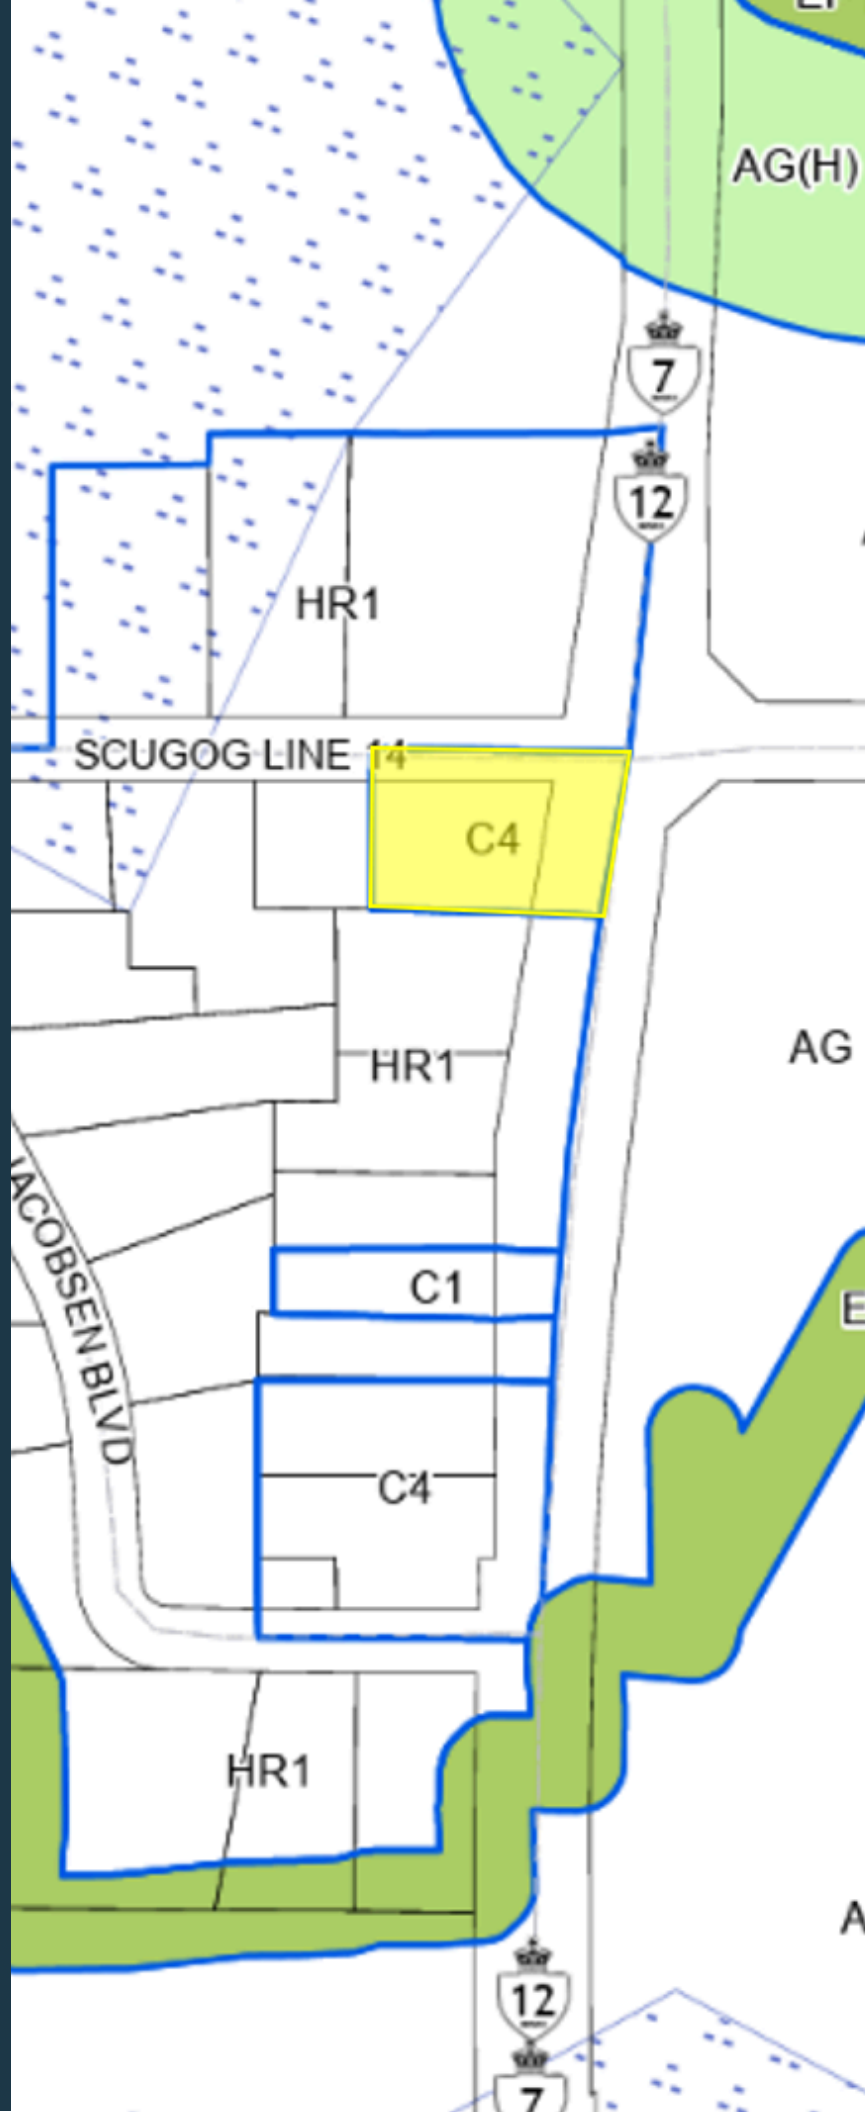 AG(H)
7
12
HR1
SCUGOG LINE 14
C4
AG
HR1
C1
JACOBSEN BLVD
C4
HR1
12
7